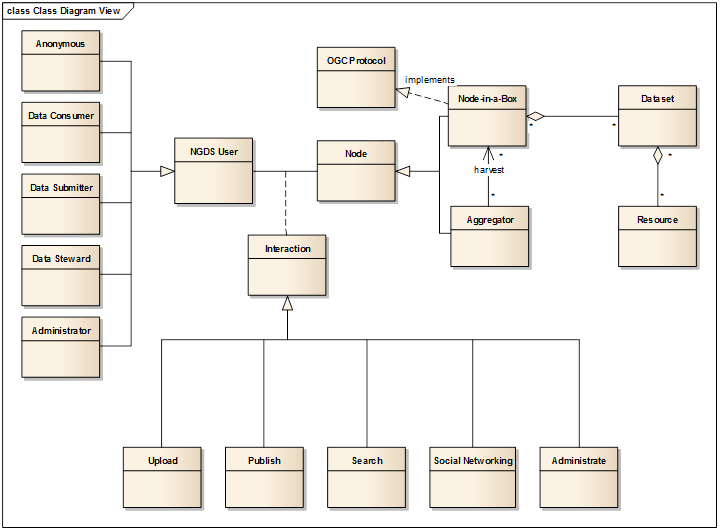 class Class Diagram View
Anonymous
Data Consumer
Data Submitter
Data Steward
Administrator
NGDS User
OGC Protocol
implements
Node
Node-in-a-Box
*
*
Dataset
*
*
Resource
*
harvest
*
Aggregator
Interaction
Upload
Publish
Search
Social Networking
Administrate